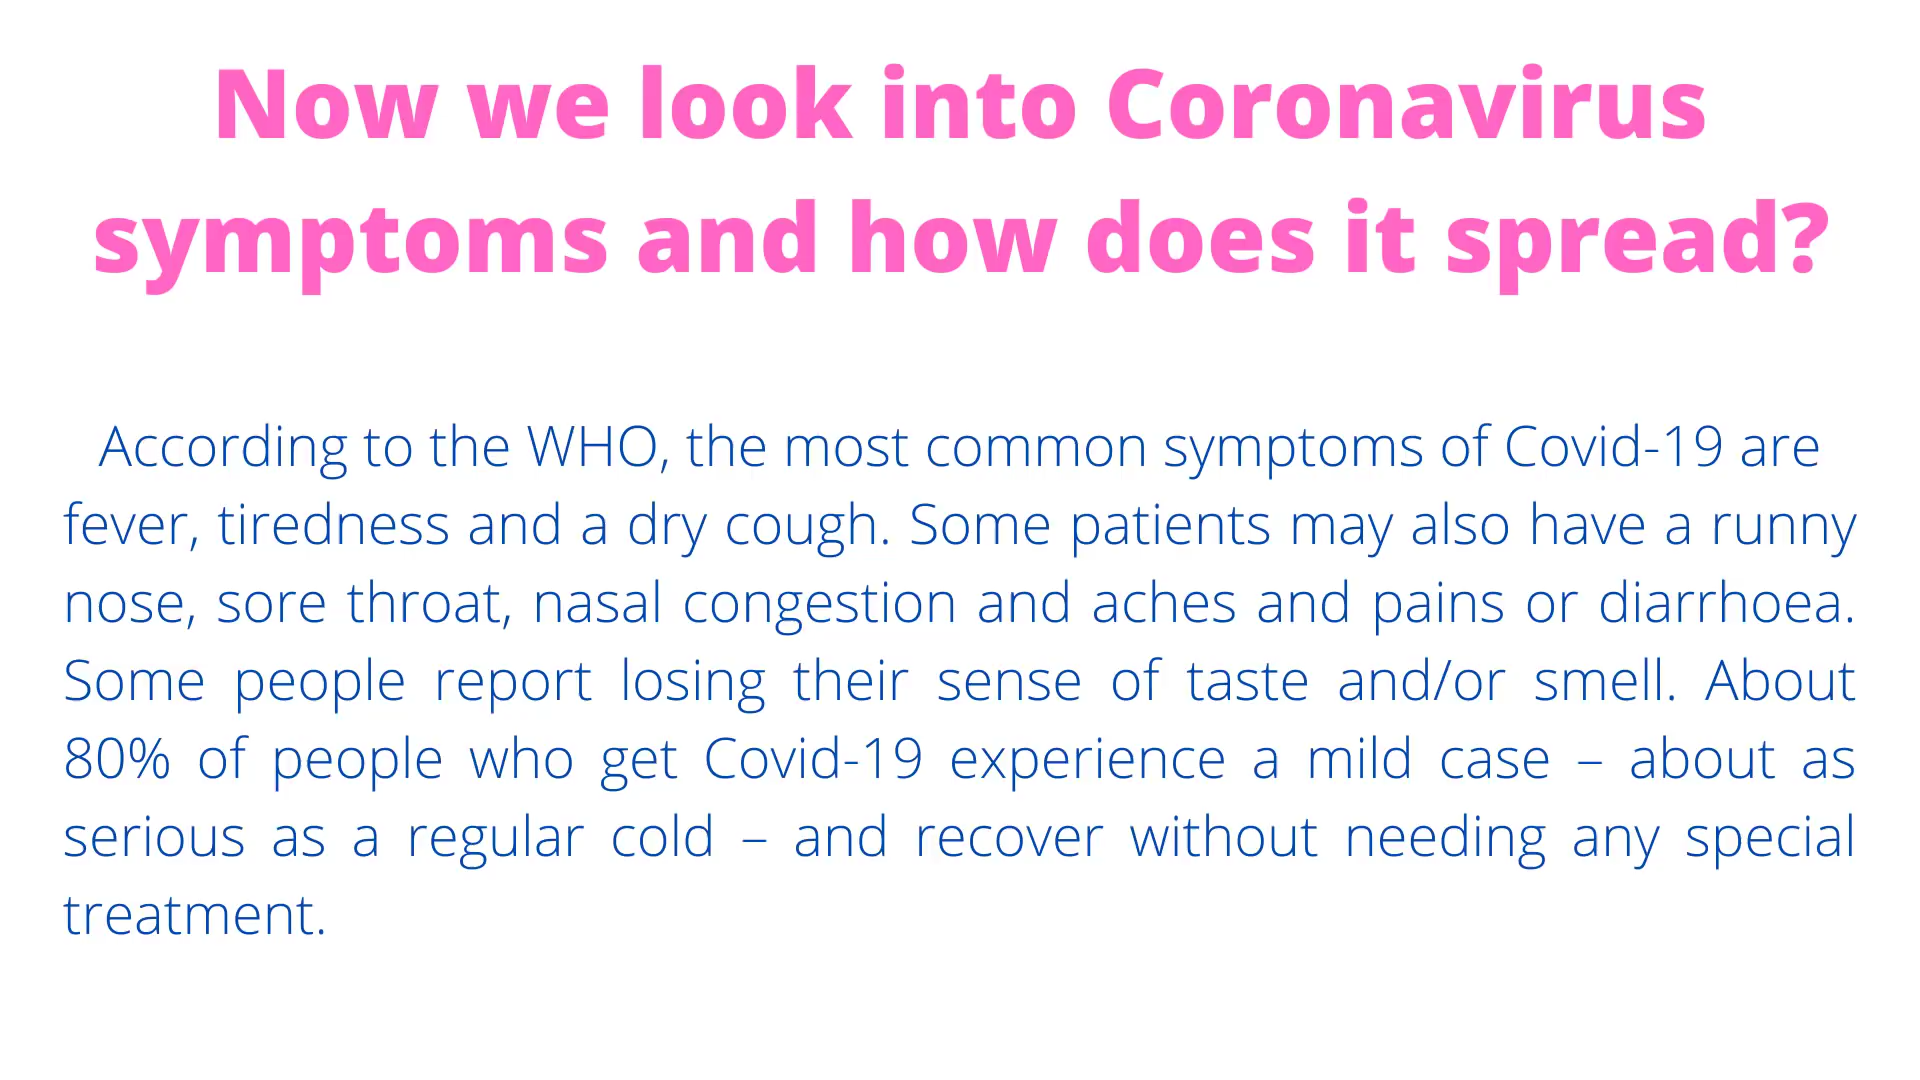 Now we look into Coronavirus
symptoms and how does it spread?
According to the WHO, the most common symptoms of Covid-19 are
fever, tiredness and a dry cough. Some patients may also have a runny
nose, sore throat, nasal congestion and aches and pains or diarrhoea.
Some people report losing their sense of taste and/or smell. About
80% of people who get Covid-19 experience a mild case – about as
serious as a regular cold – and recover without needing any special
treatment.